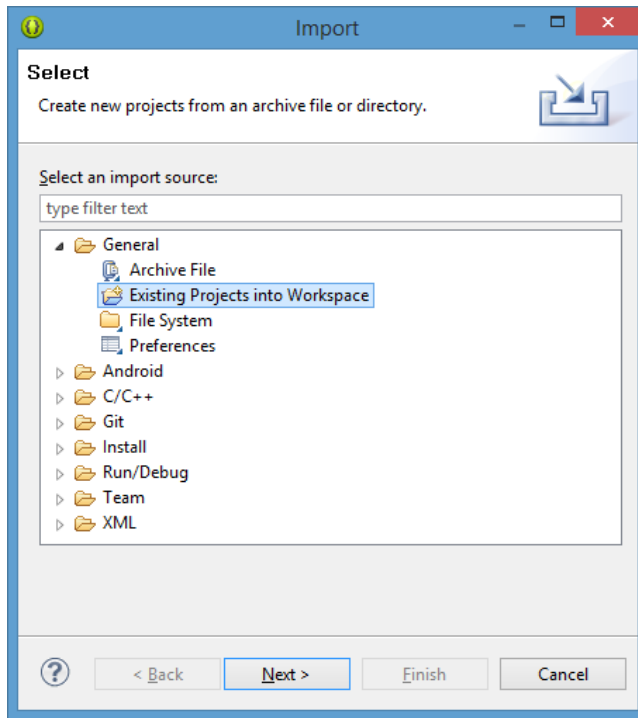 Import
Select
Create new projects from an archive file or directory.
Select an import source:
type filter text
General
Archive File
Existing Projects into Workspace
File System
Preferences
Android
C/C++
Git
Install
Run/Debug
Team
XML
? < Back Next > Finish Cancel